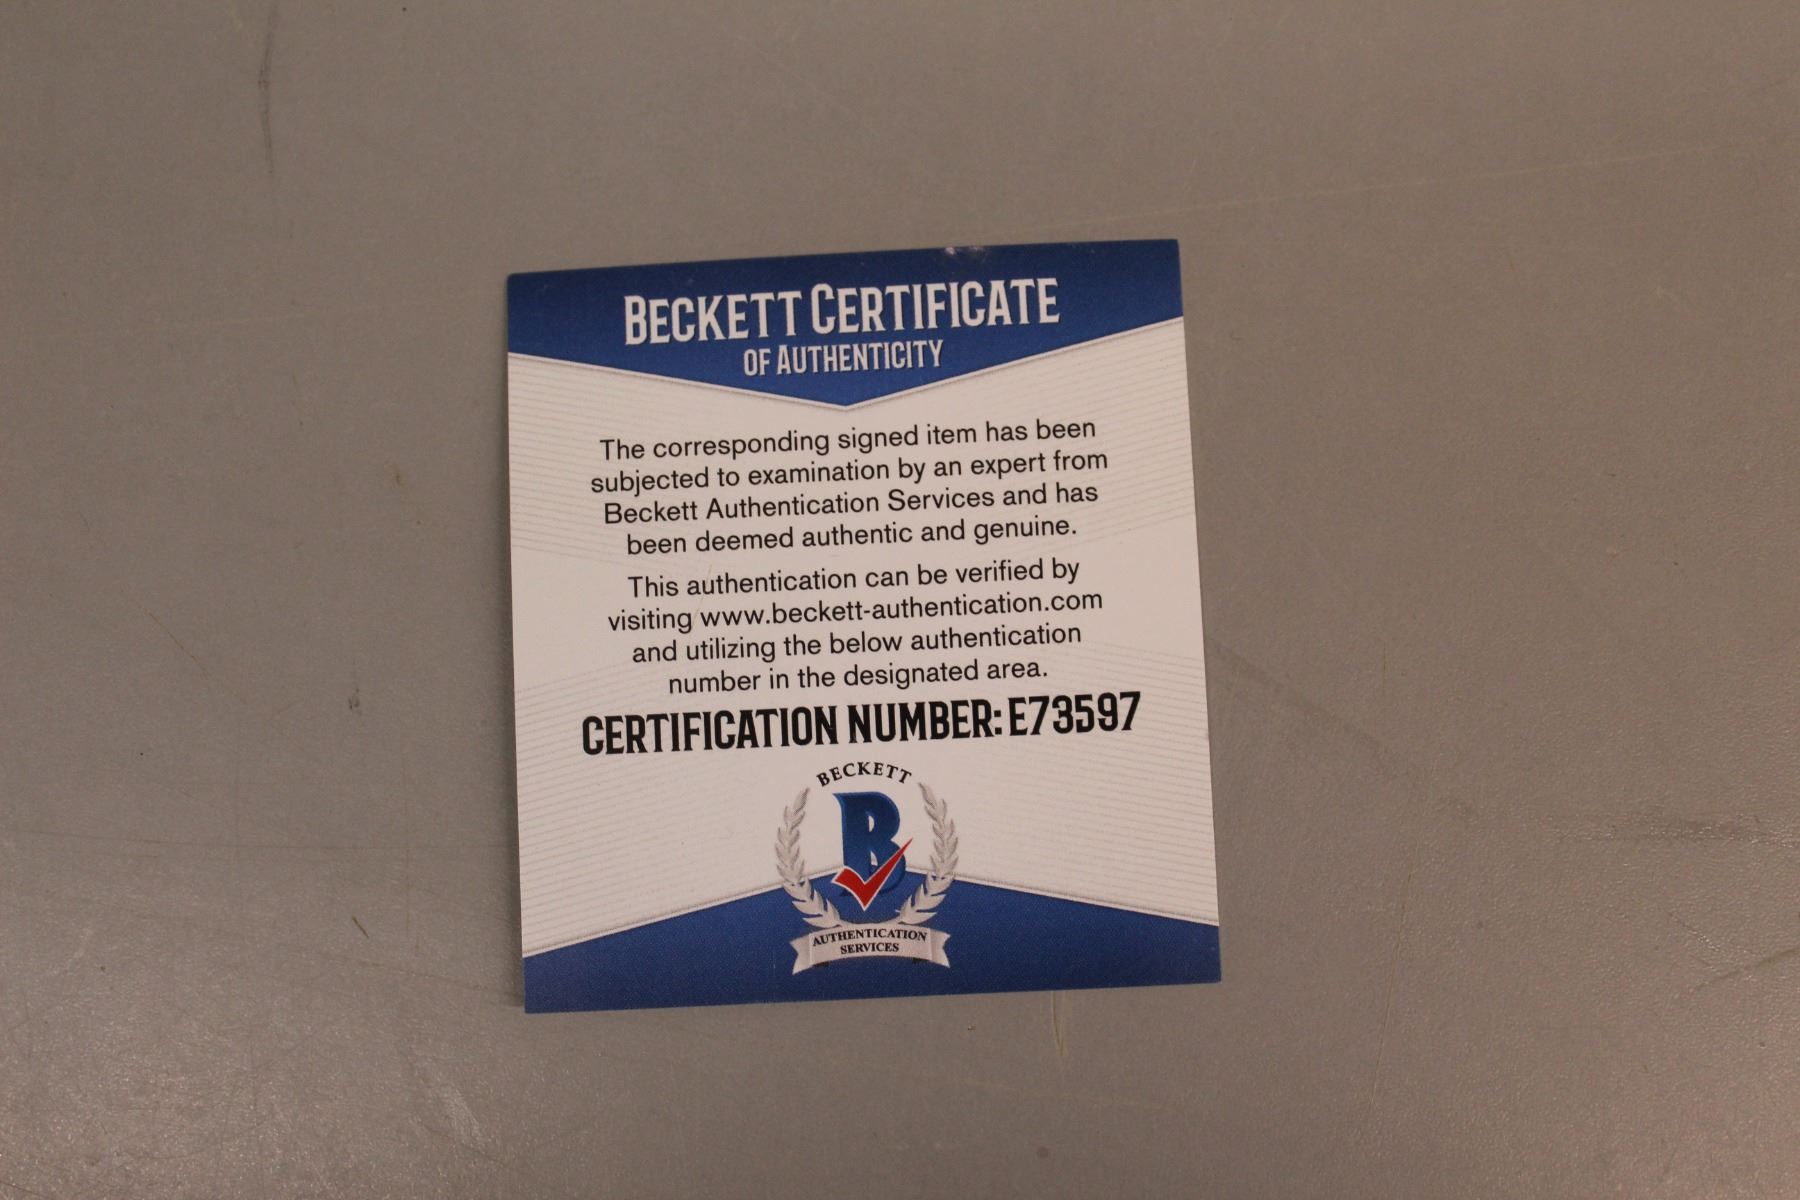 BECKETT CERTIFICATE
OF AUTHENTICITY
The corresponding signed item has been
subjected to examination by an expert from
Beckett Authentication Services and has
been deemed authentic and genuine.
This authentication can be verified by
visiting www.beckett-authentication.com
and utilizing the below authentication
number in the designated area.
CERTIFICATION NUMBER: E73597
BECKETT
B
AUTHENTICATION
SERVICES